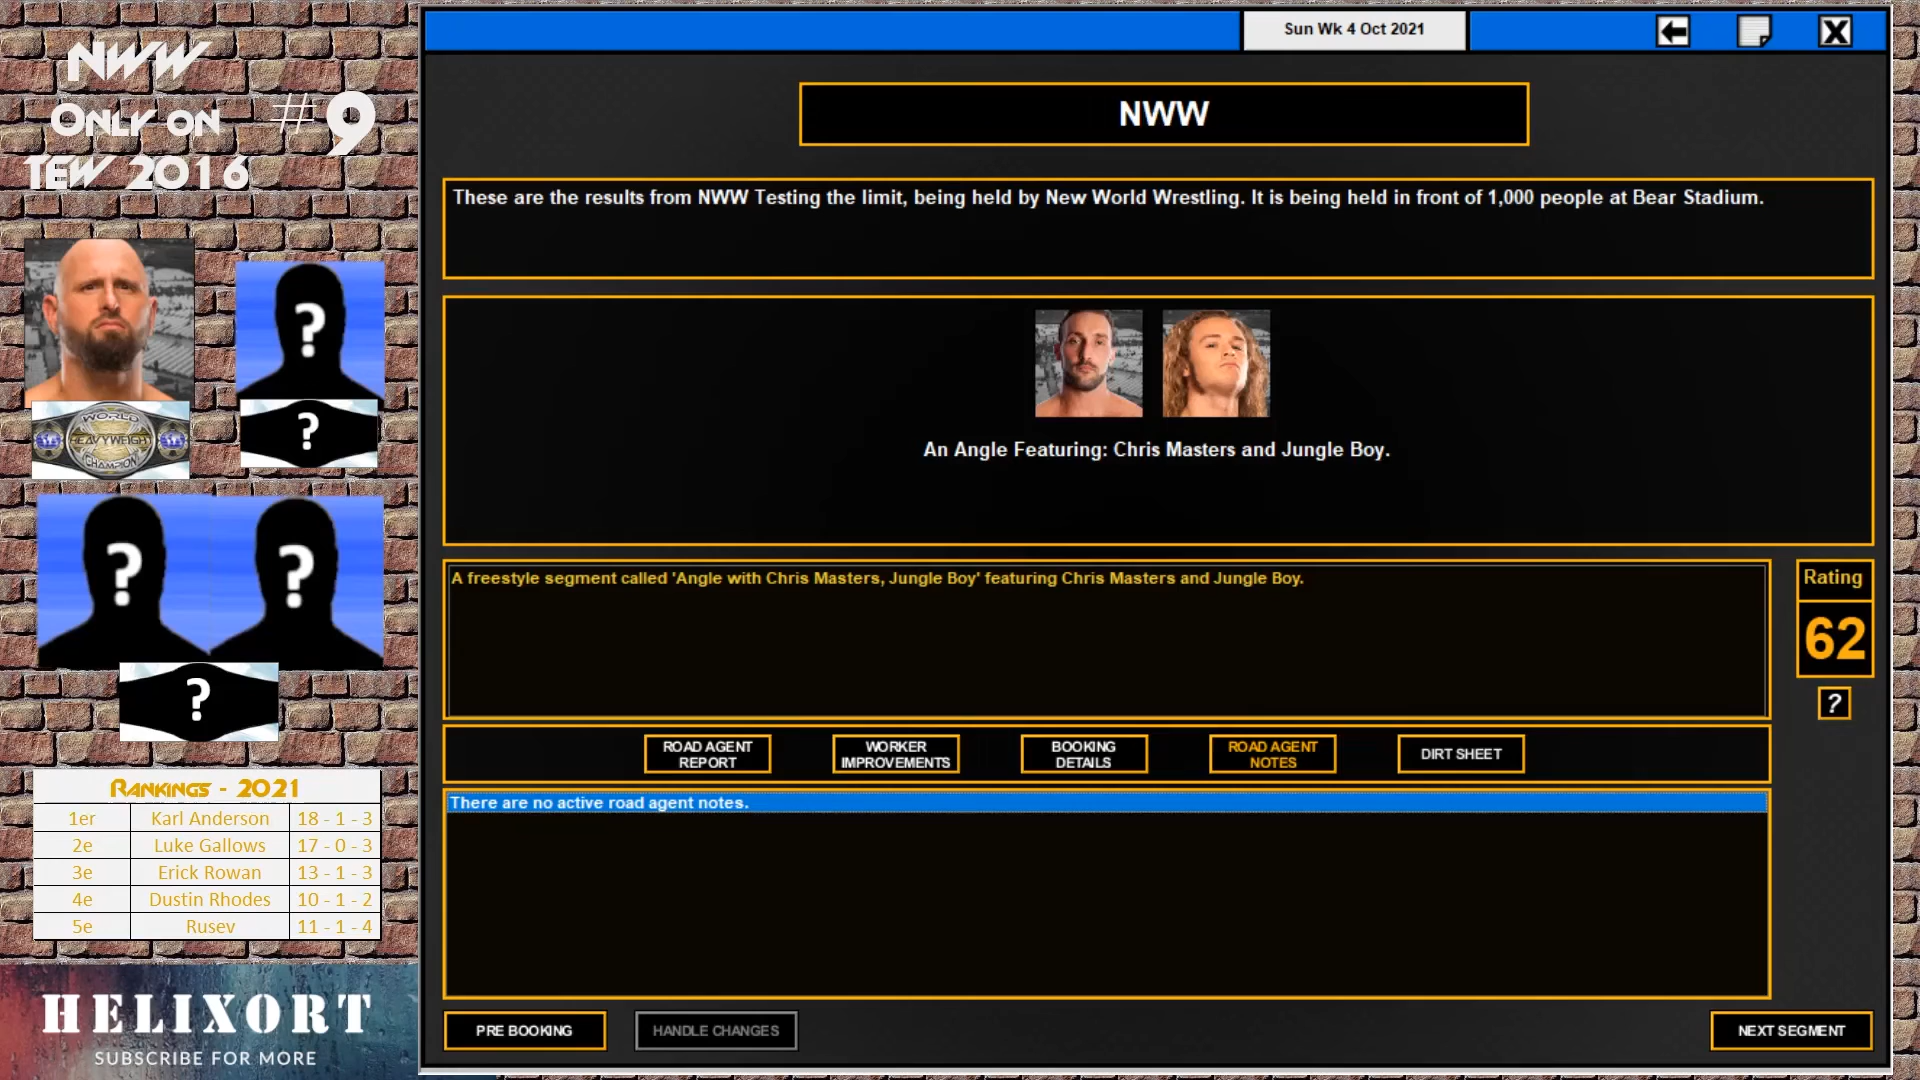 NWW
ONLY ON #9
TEW 2016
?
WORLD
HEAVYWEIGHT
CHAMPION
?
? ?
?
Rankings - 2021
1er Karl Anderson 18 - 1 - 3
2e Luke Gallows 17 - 0 - 3
3e Erick Rowan 13 - 1 - 3
4e Dustin Rhodes 10 - 1 - 2
5e Rusev 11 - 1 - 4
HELIXORT
SUBSCRIBE FOR MORE
Sun Wk 4 Oct 2021
X
NWW
These are the results from NWW Testing the limit, being held by New World Wrestling. It is being held in front of 1,000 people at Bear Stadium.
An Angle Featuring: Chris Masters and Jungle Boy.
A freestyle segment called 'Angle with Chris Masters, Jungle Boy' featuring Chris Masters and Jungle Boy.
Rating
62
?
ROAD AGENT
REPORT
WORKER
IMPROVEMENTS
BOOKING
DETAILS
ROAD AGENT
NOTES
DIRT SHEET
There are no active road agent notes.
PRE BOOKING
HANDLE CHANGES
NEXT SEGMENT